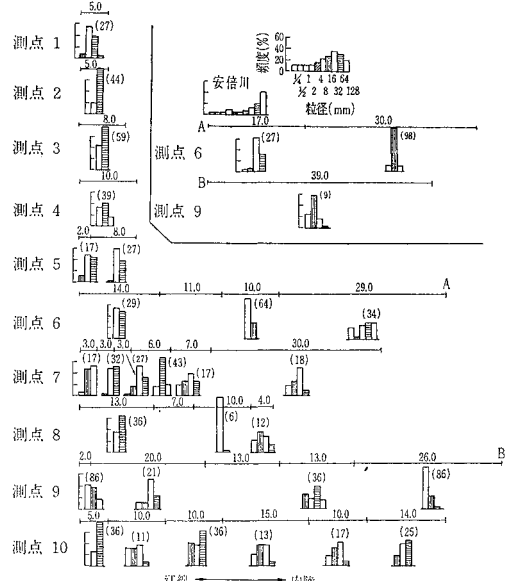 5.0
測点 1 (27)
5.0
測点 2 (44)
8.0
測点 3 (59)
10.0
測点 4 (39)
2.0 8.0
測点 5 (17) (27)
頻度(%)
60
40
20
0
¼ 1 4 16 64
½ 2 8 32 128
粒径(mm)
安倍川
A 17.0 30.0
測点 6 (27) (98)
B 39.0
測点 9 (9)
14.0 11.0 10.0 29.0 A
測点 6 (29) (64) (34)
3.0 3.0 3.0 6.0 7.0 30.0
測点 7 (17) (32) (27) (43) (17) (18)
13.0 7.0 10.0 4.0
測点 8 (36) (6) (12)
2.0 20.0 13.0 13.0 26.0 B
測点 9 (86) (21) (36) (86)
5.0 10.0 10.0 15.0 10.0 14.0
測点 10 (36) (11) (36) (13) (17) (25)